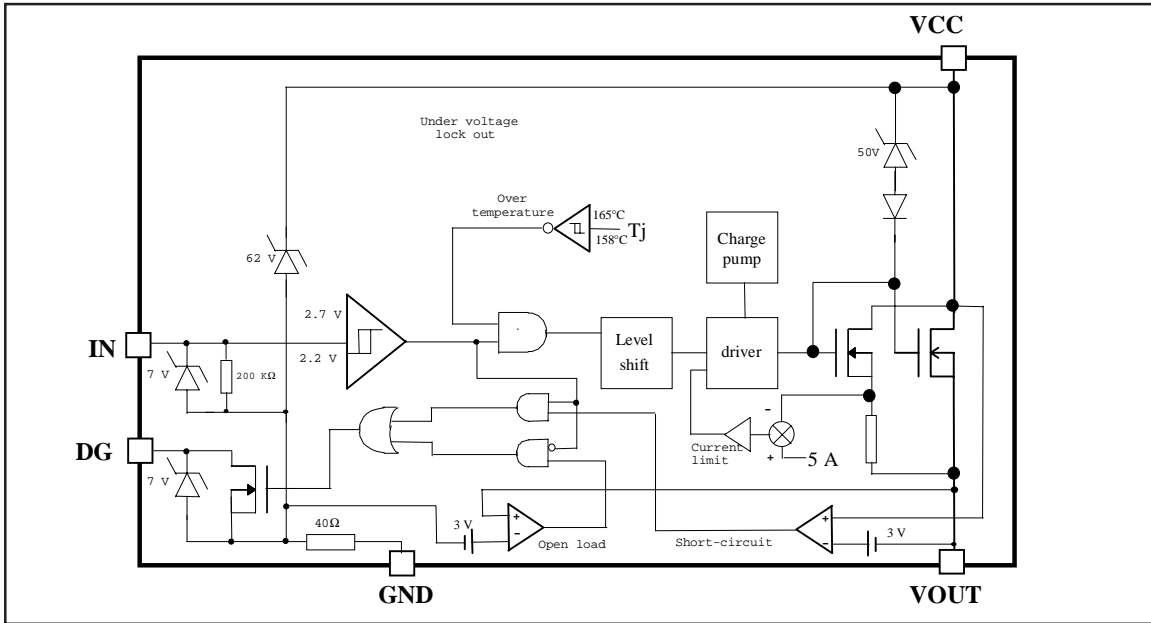 VCC
Under voltage
lock out
50V
Over
temperature
165°C
158°C
Tj
Charge
pump
62 V
2.7 V
2.2 V
IN
7 V
200 KΩ
Level
shift
driver
-
+
5 A
Current
limit
DG
7 V
40Ω
3 V
+
-
Open load
Short-circuit
+
-
3 V
GND
VOUT